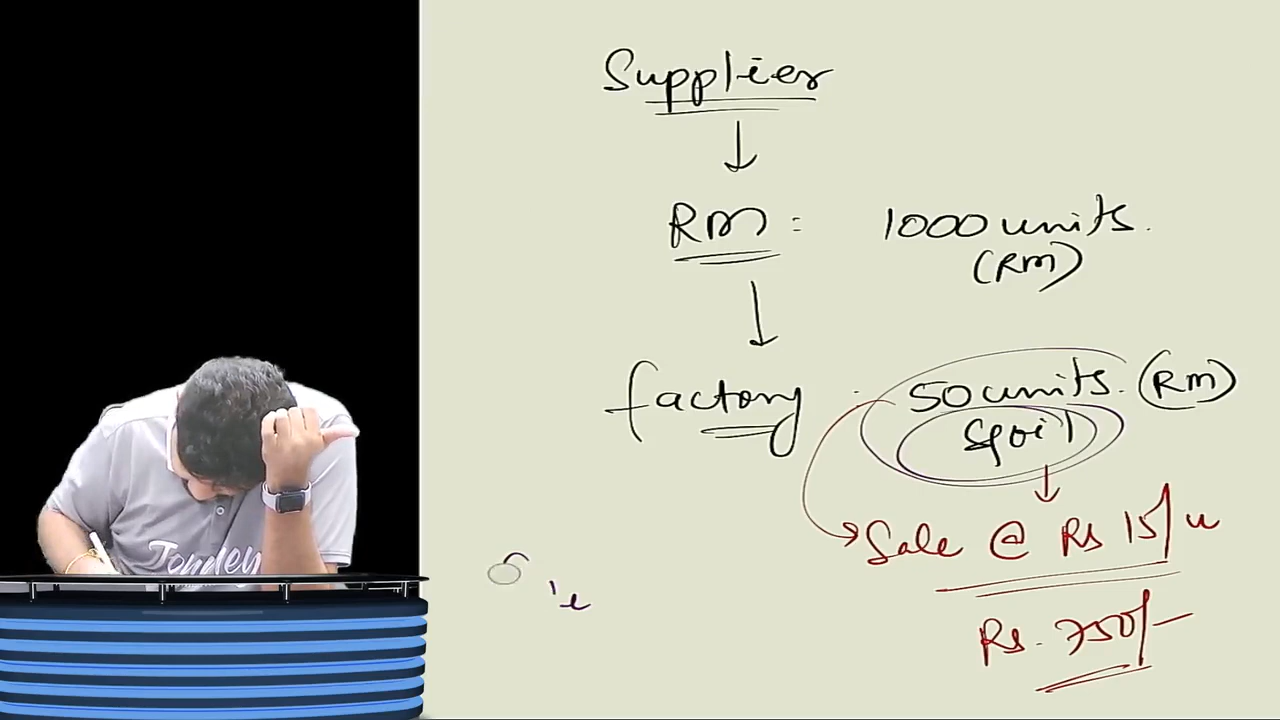 Supplier
↓
RM : 1000 units.
(RM)
↓
factory . 50 units. (RM)
Spoil
↓
Sale @ Rs 15/u
Rs. 750/-